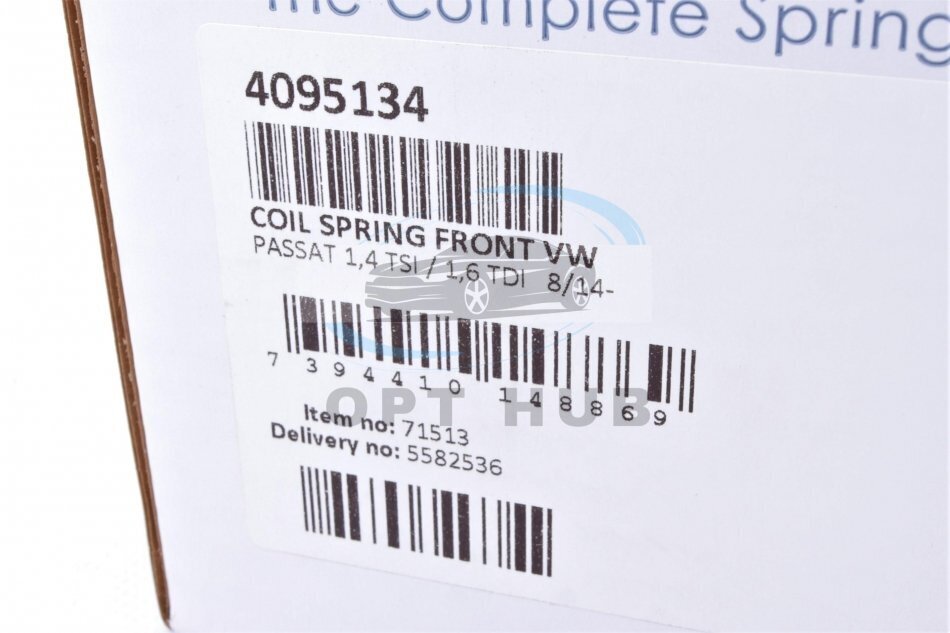 The Complete Spring
4095134
COIL SPRING FRONT VW
PASSAT 1,4 TSI / 1,6 TDI 8/14-
7 394410 148869
OPT HUB
Item no: 71513
Delivery no: 5582536